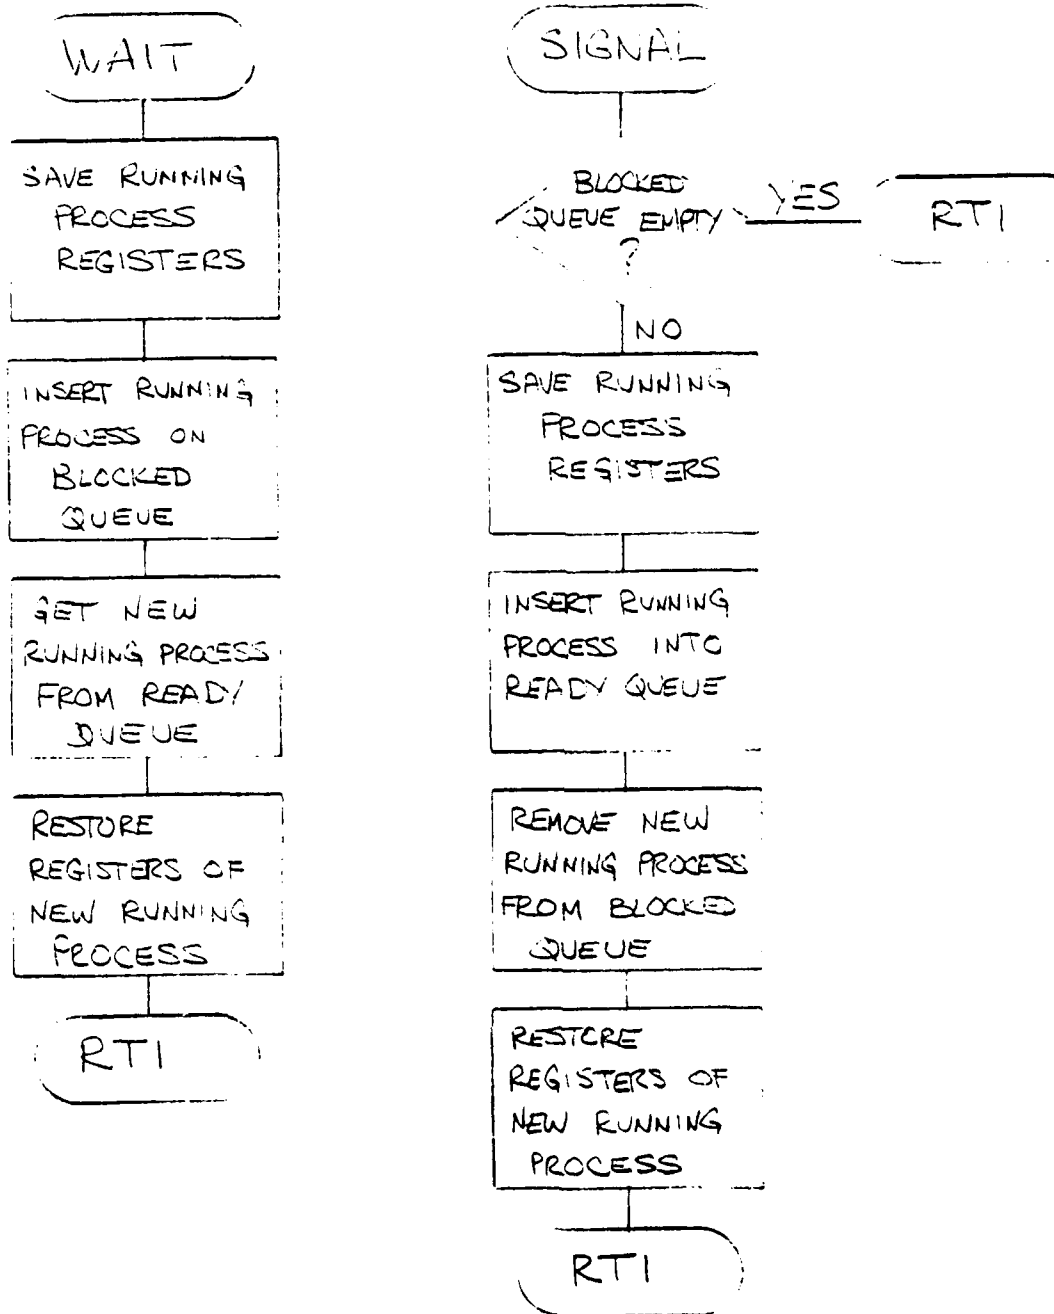 WAIT
SAVE RUNNING
PROCESS
REGISTERS
INSERT RUNNING
PROCESS ON
BLOCKED
QUEUE
GET NEW
RUNNING PROCESS
FROM READY
QUEUE
RESTORE
REGISTERS OF
NEW RUNNING
PROCESS
RTI
SIGNAL
BLOCKED
QUEUE EMPTY
?
YES
RTI
NO
SAVE RUNNING
PROCESS
REGISTERS
INSERT RUNNING
PROCESS INTO
READY QUEUE
REMOVE NEW
RUNNING PROCESS
FROM BLOCKED
QUEUE
RESTORE
REGISTERS OF
NEW RUNNING
PROCESS
RTI